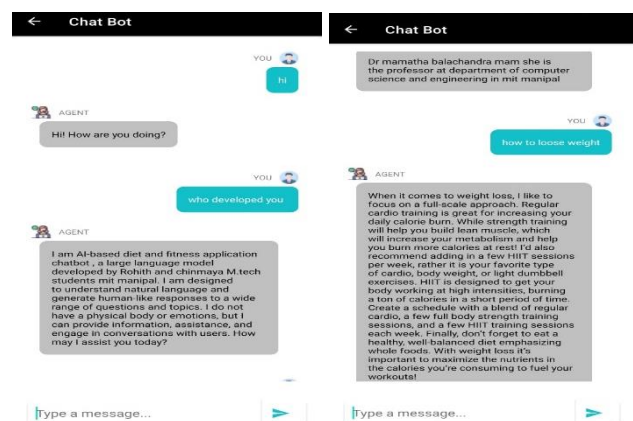 ← Chat Bot
YOU
hi
AGENT
Hi! How are you doing?
YOU
who developed you
AGENT
I am AI-based diet and fitness application
chatbot , a large language model
developed by Rohith and chinmaya M.tech
students mit manipal. I am designed
to understand natural language and
generate human-like responses to a wide
range of questions and topics. I do not
have a physical body or emotions, but I
can provide information, assistance, and
engage in conversations with users. How
may I assist you today?
Type a message...
← Chat Bot
Dr mamatha balachandra mam she is
the professor at department of computer
science and engineering in mit manipal
YOU
how to loose weight
AGENT
When it comes to weight loss, I like to
focus on a full-scale approach. Regular
cardio training is great for increasing your
daily calorie burn. While strength training
will help you build lean muscle, which
will increase your metabolism and help
you burn more calories at rest! I'd also
recommend adding in a few HIIT sessions
per week, rather it is your favorite type
of cardio, body weight, or light dumbbell
exercises. HIIT is designed to get your
body working at high intensities, burning
a ton of calories in a short period of time.
Create a schedule with a blend of regular
cardio, a few full body strength training
sessions, and a few HIIT training sessions
each week. Finally, don't forget to eat a
healthy, well-balanced diet emphasizing
whole foods. With weight loss it's
important to maximize the nutrients in
the calories you're consuming to fuel your
workouts!
Type a message...